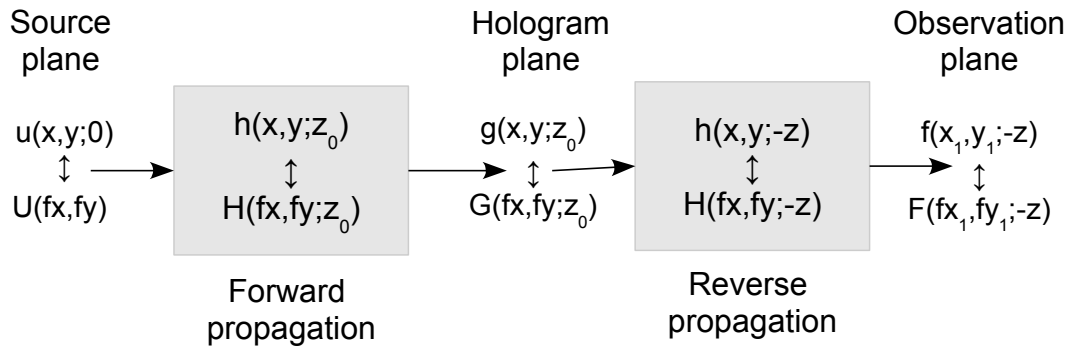 Source
plane
Hologram
plane
Observation
plane
u(x,y;0)
U(fx,fy)
h(x,y;z₀)
H(fx,fy;z₀)
g(x,y;z₀)
G(fx,fy;z₀)
h(x,y;-z)
H(fx,fy;-z)
f(x₁,y₁;-z)
F(fx₁,fy₁;-z)
Forward
propagation
Reverse
propagation